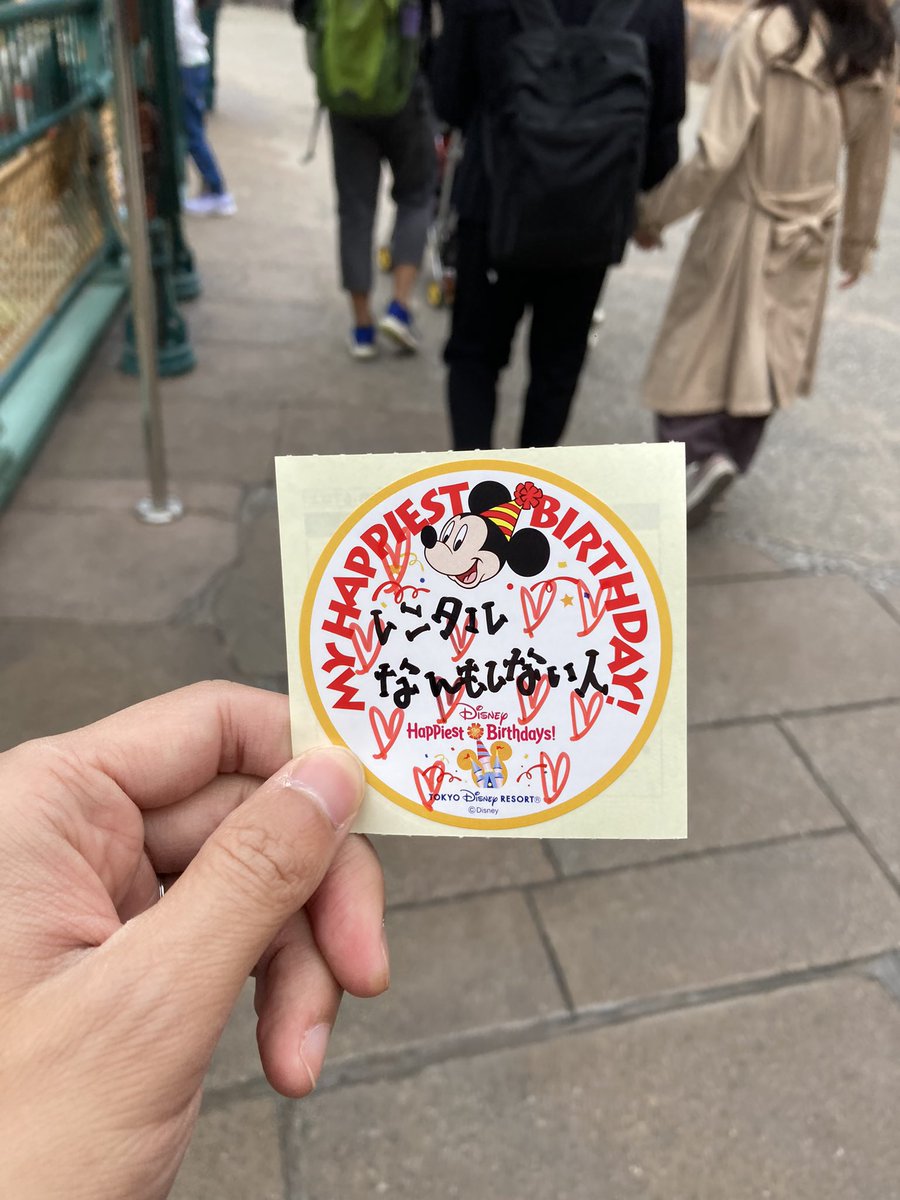 MY HAPPIEST BIRTHDAY!
レンタル
なんもしない人
Disney
HaPPiest Birthdays!
TOKYO Disney RESORT®
©Disney